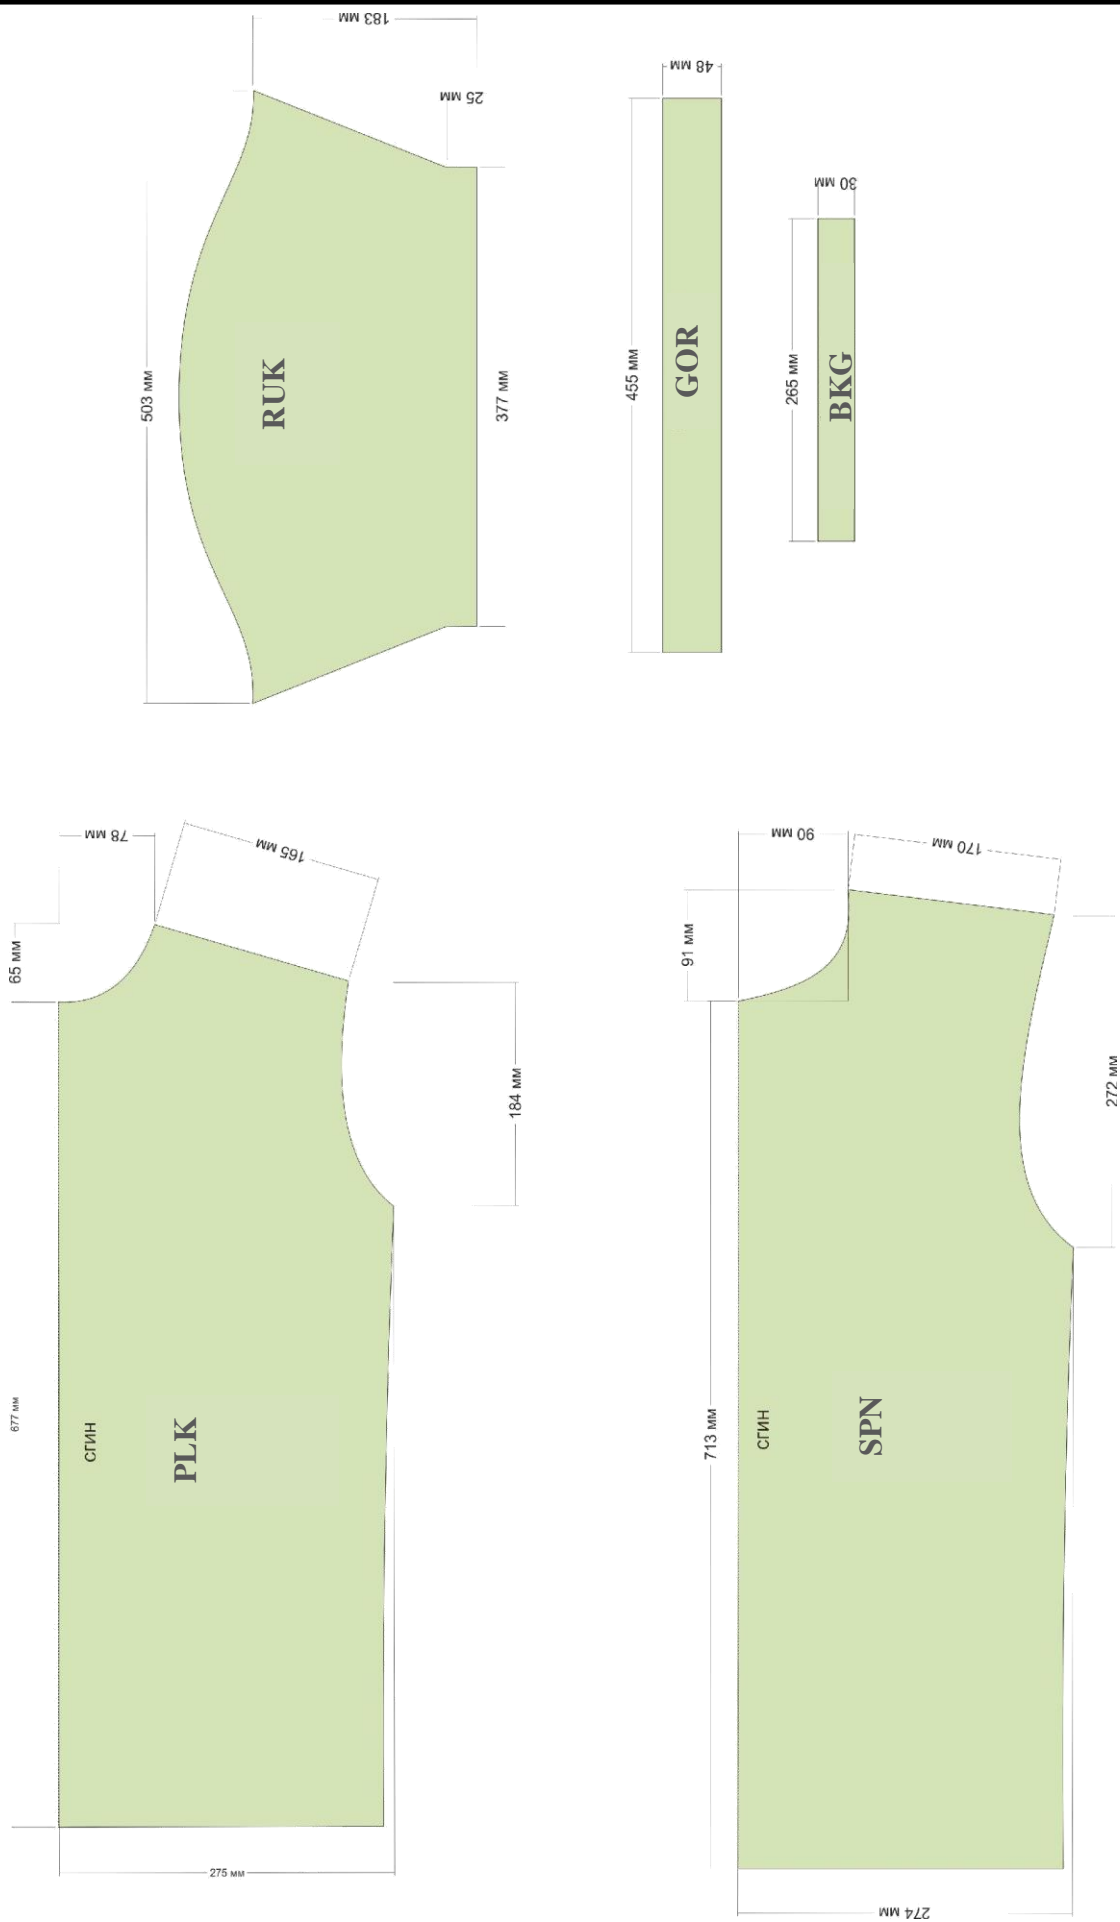 183 мм
25 мм
48 мм
30 мм
503 мм
RUK
377 мм
455 мм
GOR
265 мм
BKG
78 мм
165 мм
90 мм
170 мм
65 мм
91 мм
184 мм
272 мм
677 мм
СГИН
PLK
713 мм
СГИН
SPN
275 мм
274 мм